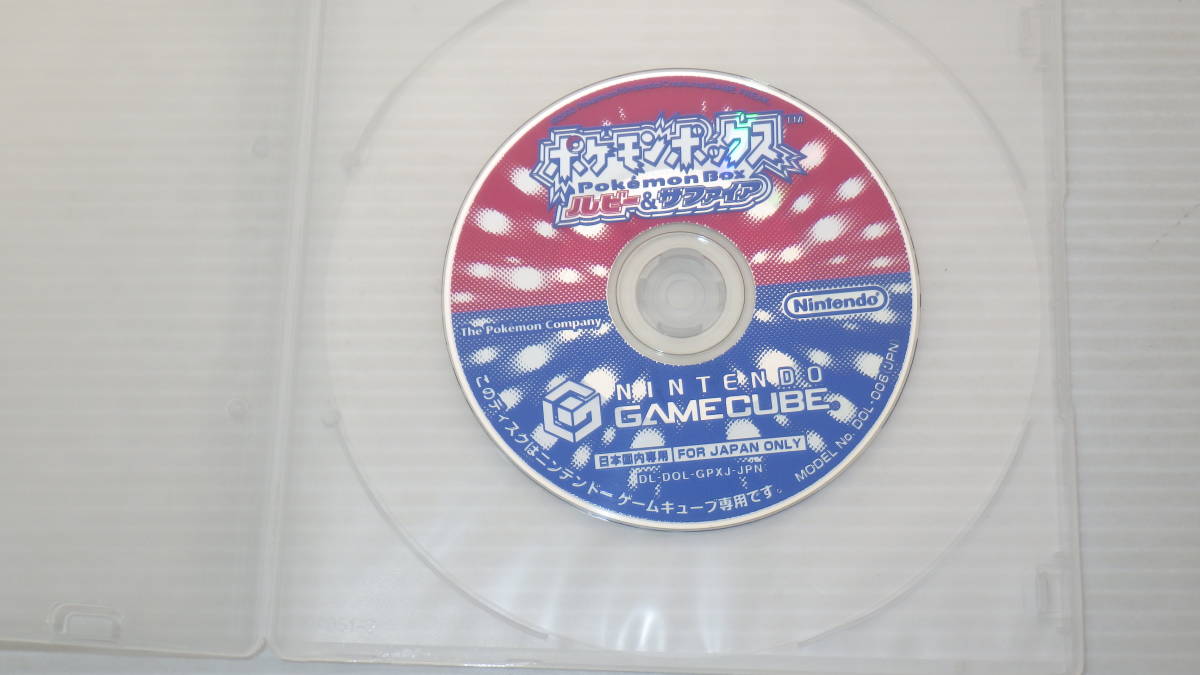 ポケモンボックス™
Pokémon Box
ルビー&サファイア
Nintendo
The Pokémon Company
NINTENDO
GAMECUBE
日本国内専用 FOR JAPAN ONLY
DL-DOL-GPXJ-JPN
このディスクはニンテンドーゲームキューブ専用です。
MODEL No. DOL-006(JPN)